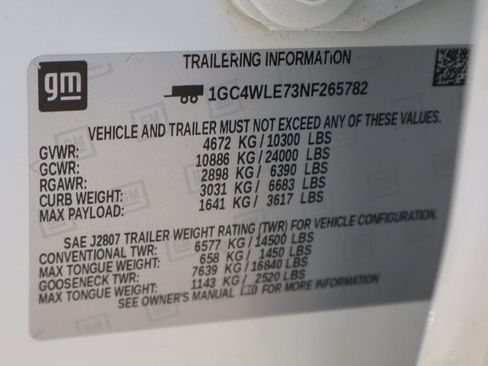 gm
TRAILERING INFORMATION
1GC4WLE73NF265782
VEHICLE AND TRAILER MUST NOT EXCEED ANY OF THESE VALUES.
GVWR: 4672 KG / 10300 LBS
GCWR: 10886 KG / 24000 LBS
RGAWR: 2898 KG / 6390 LBS
CURB WEIGHT: 3031 KG / 6683 LBS
MAX PAYLOAD: 1641 KG / 3617 LBS
SAE J2807 TRAILER WEIGHT RATING (TWR) FOR VEHICLE CONFIGURATION.
CONVENTIONAL TWR: 6577 KG / 14500 LBS
MAX TONGUE WEIGHT: 658 KG / 1450 LBS
GOOSENECK TWR: 7639 KG / 16840 LBS
MAX TONGUE WEIGHT: 1143 KG / 2520 LBS
SEE OWNER'S MANUAL FOR MORE INFORMATION